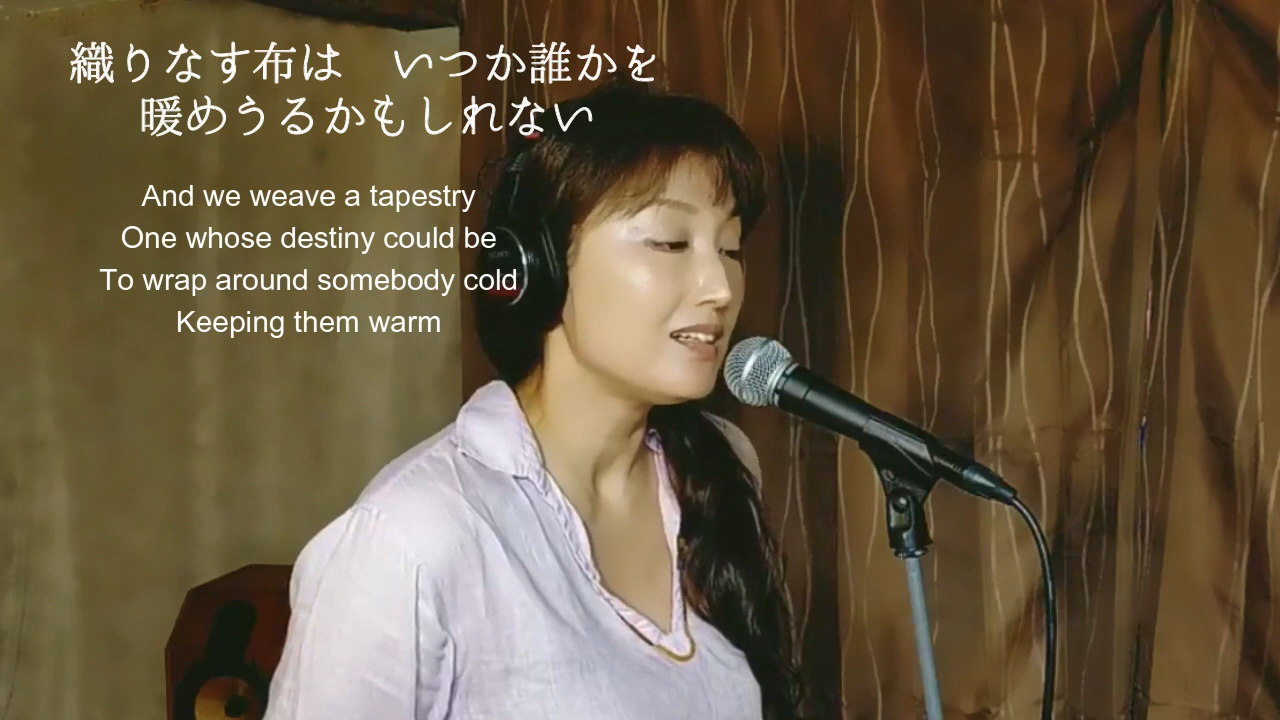 織りなす布は　いつか誰かを
暖めうるかもしれない
And we weave a tapestry
One whose destiny could be
To wrap around somebody cold
Keeping them warm